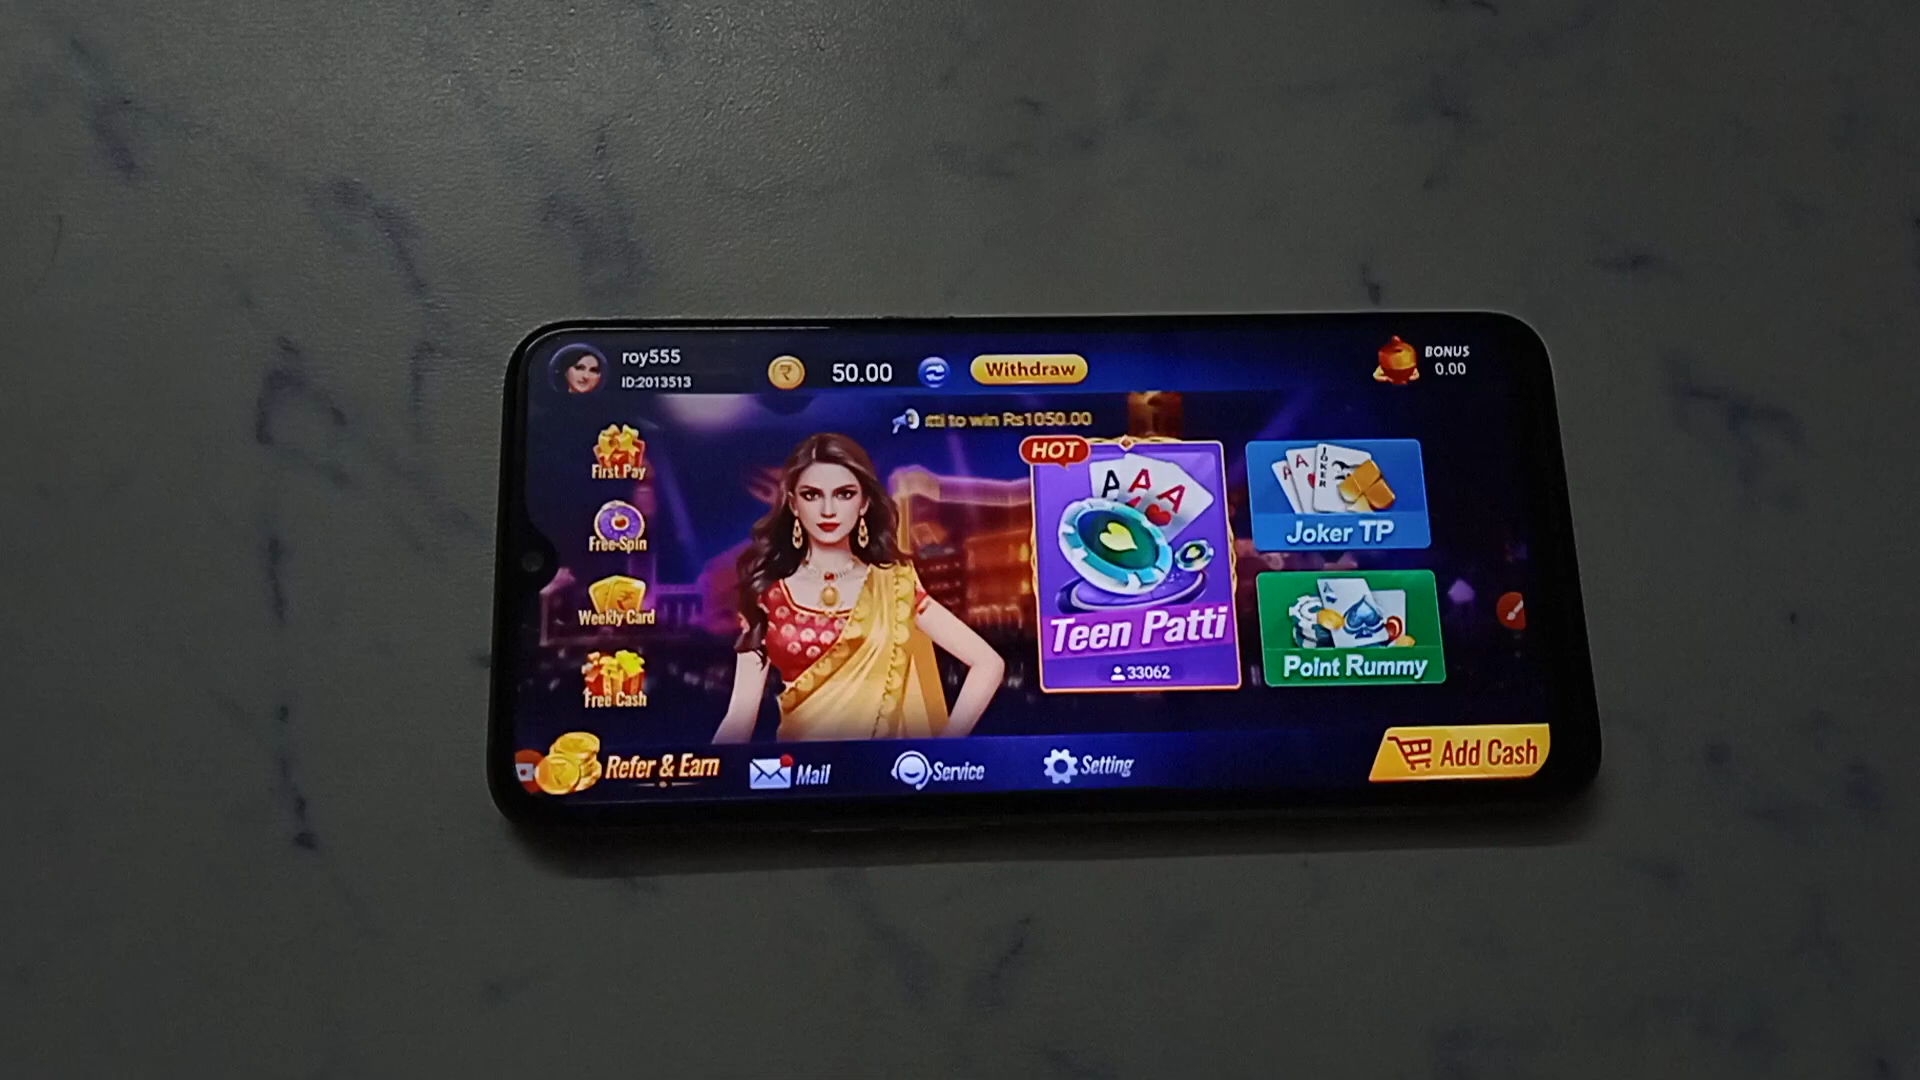 roy555
ID:2013513
50.00
Withdraw
BONUS
0.00
to win Rs1050.00
First Pay
Free Spin
Weekly Card
Free Cash
HOT
A A A
Teen Patti
33062
A
JOKER
Joker TP
Point Rummy
Refer & Earn
Mail
Service
Setting
Add Cash